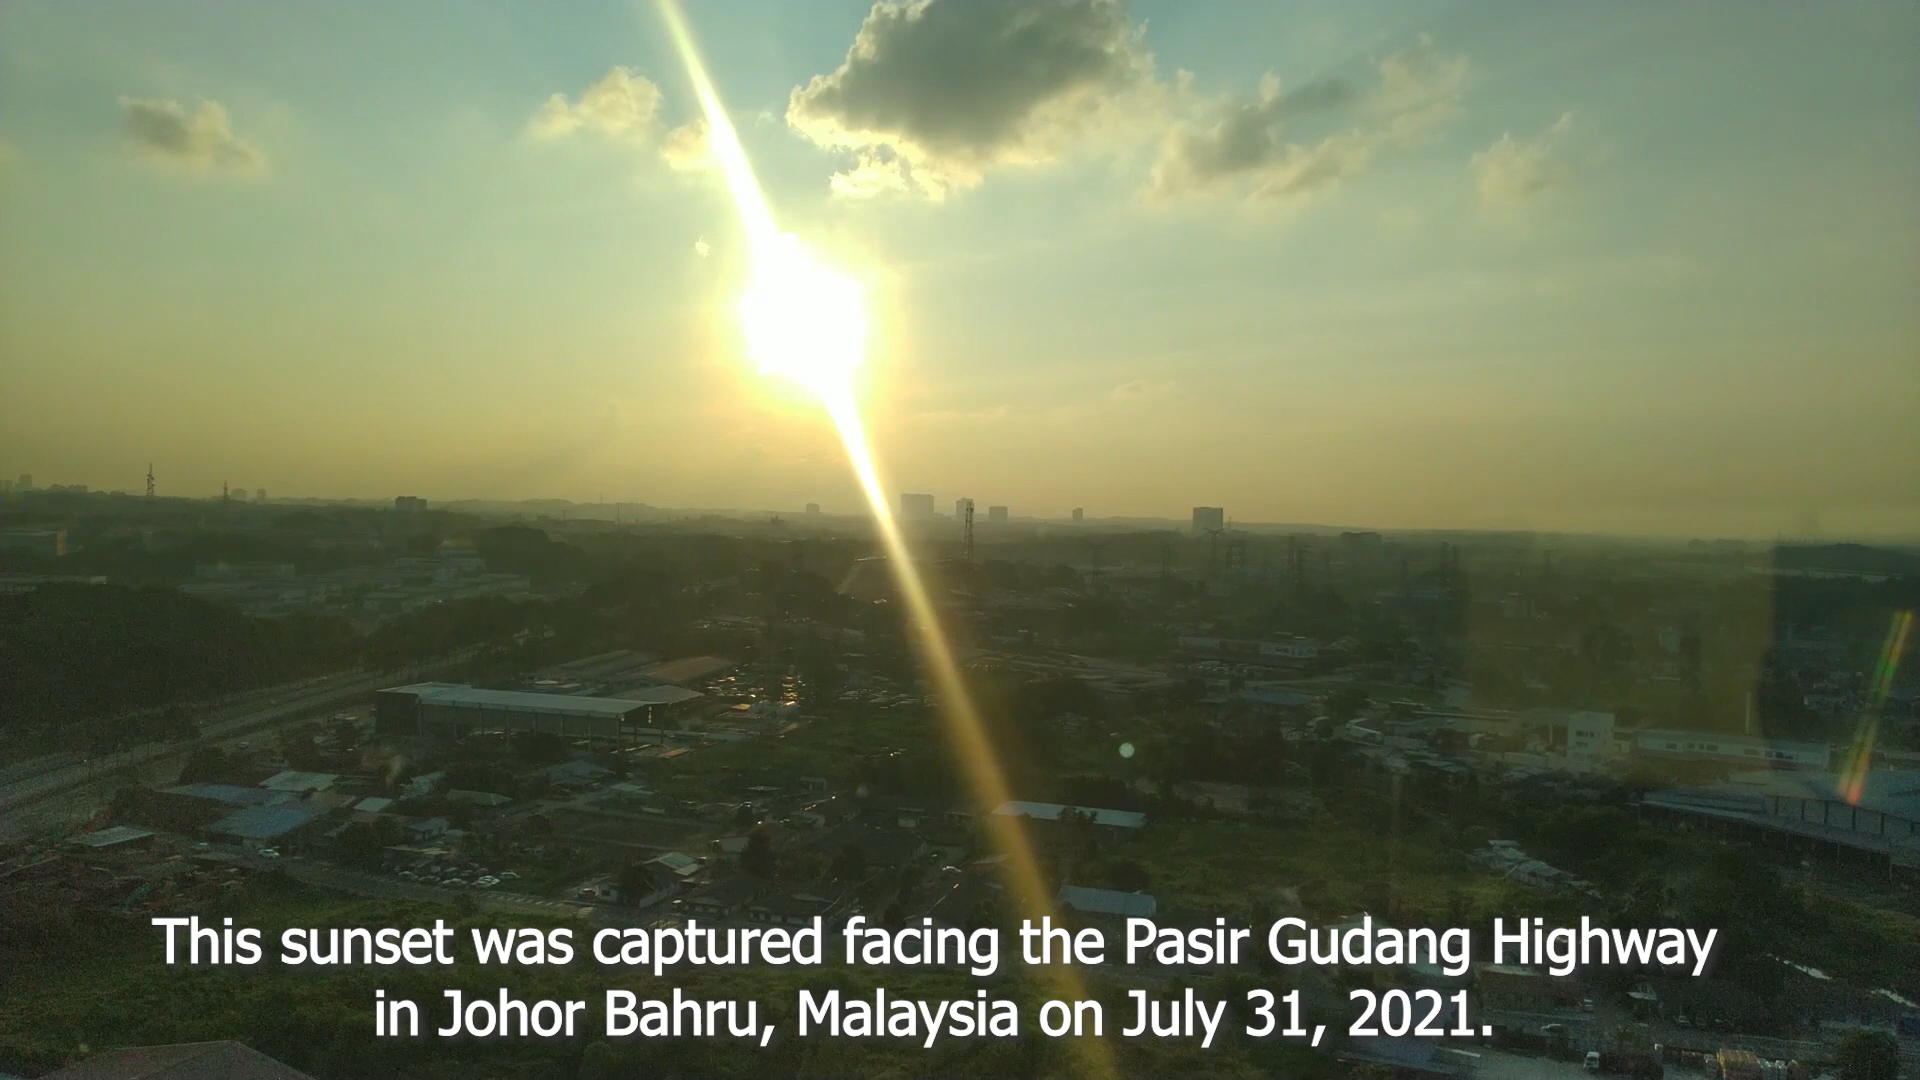 This sunset was captured facing the Pasir Gudang Highway
in Johor Bahru, Malaysia on July 31, 2021.